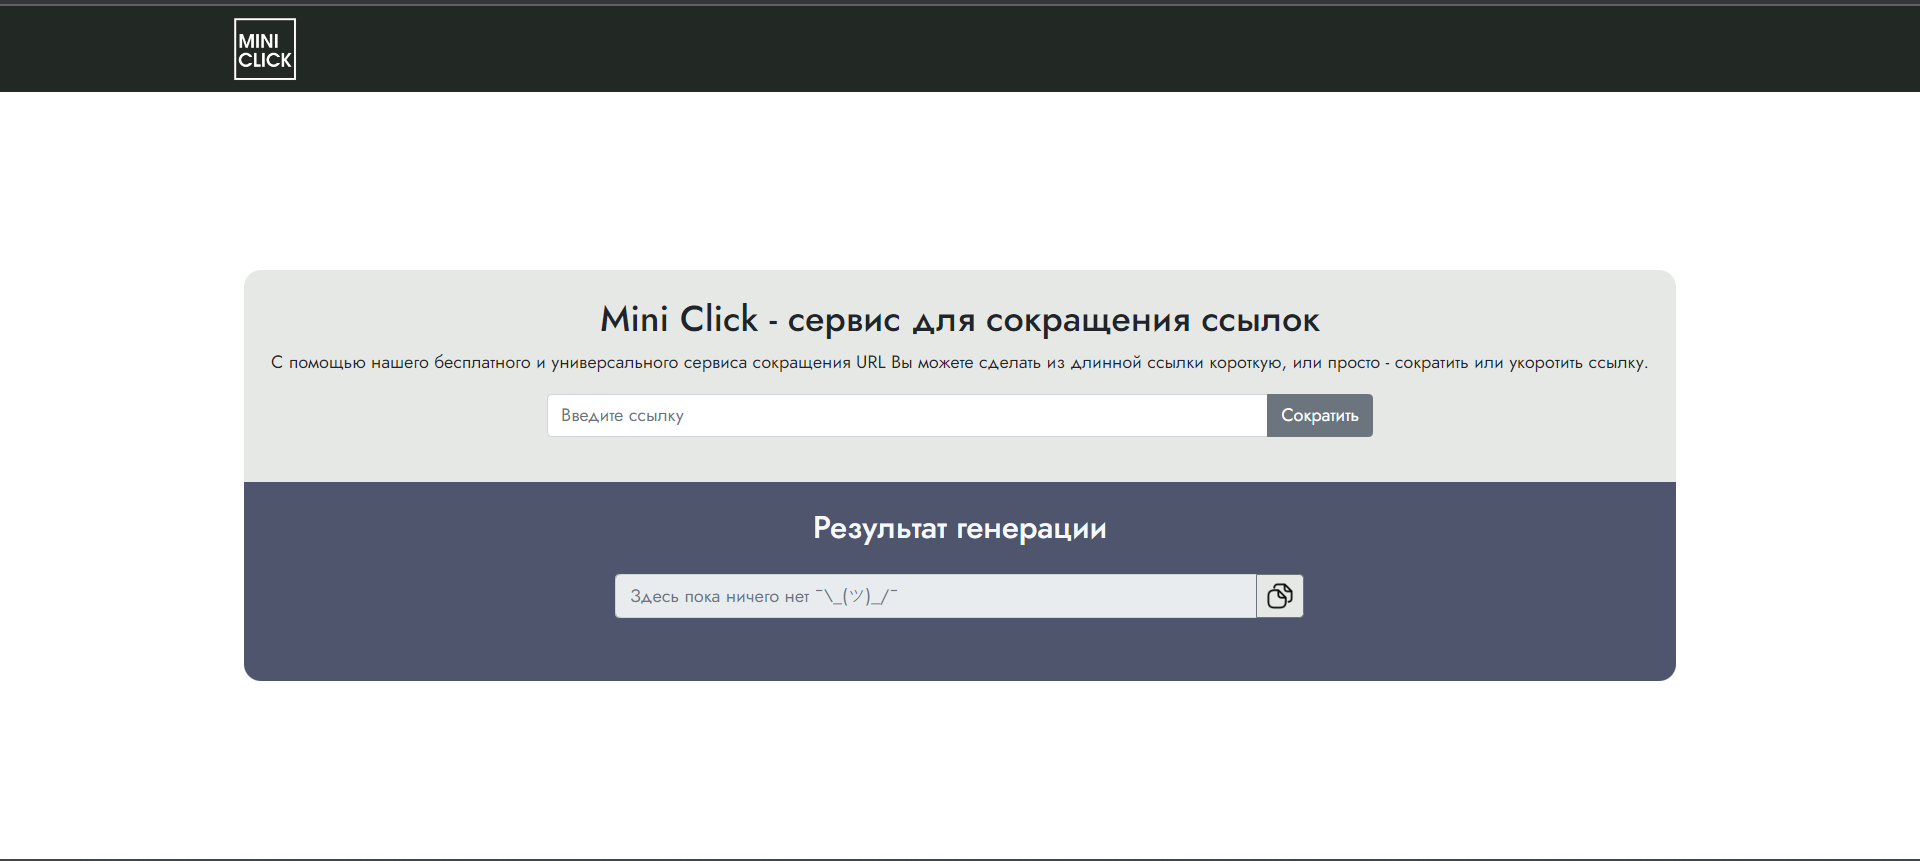 MINI
CLICK
Mini Click - сервис для сокращения ссылок
С помощью нашего бесплатного и универсального сервиса сокращения URL Вы можете сделать из длинной ссылки короткую, или просто - сократить или укоротить ссылку.
Введите ссылку
Сократить
Результат генерации
Здесь пока ничего нет ¯\_(ツ)_/¯